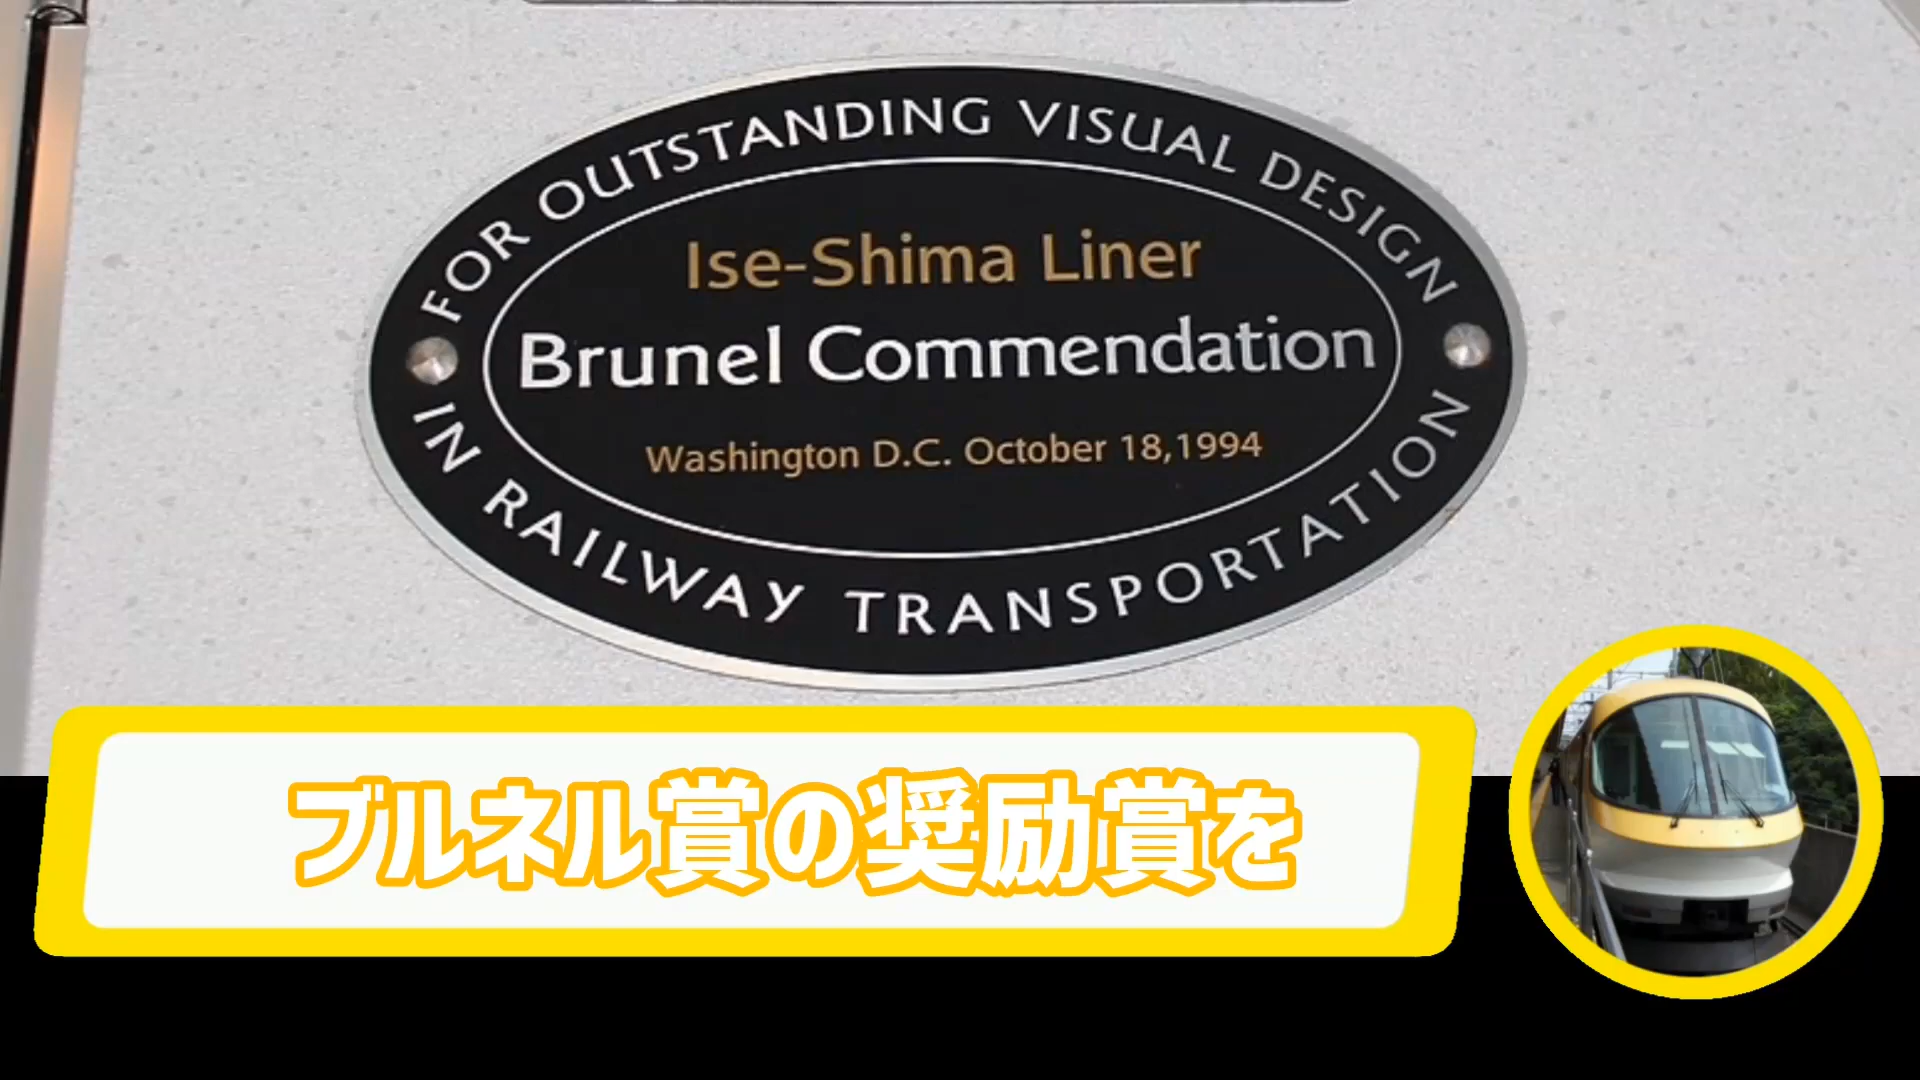 FOR OUTSTANDING VISUAL DESIGN
Ise-Shima Liner
Brunel Commendation
Washington D.C. October 18,1994
IN RAILWAY TRANSPORTATION
ブルネル賞の奨励賞を